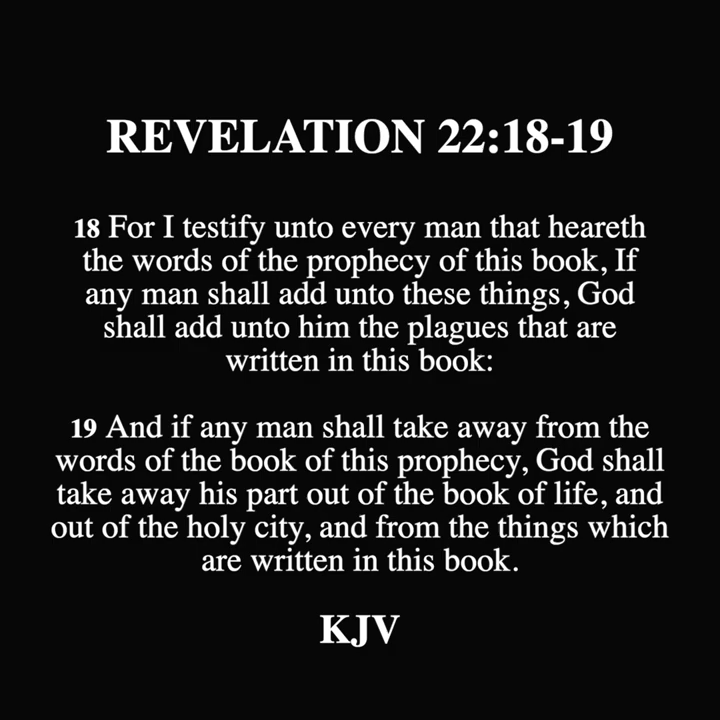 REVELATION 22:18-19
18 For I testify unto every man that heareth
the words of the prophecy of this book, If
any man shall add unto these things, God
shall add unto him the plagues that are
written in this book:
19 And if any man shall take away from the
words of the book of this prophecy, God shall
take away his part out of the book of life, and
out of the holy city, and from the things which
are written in this book.
KJV